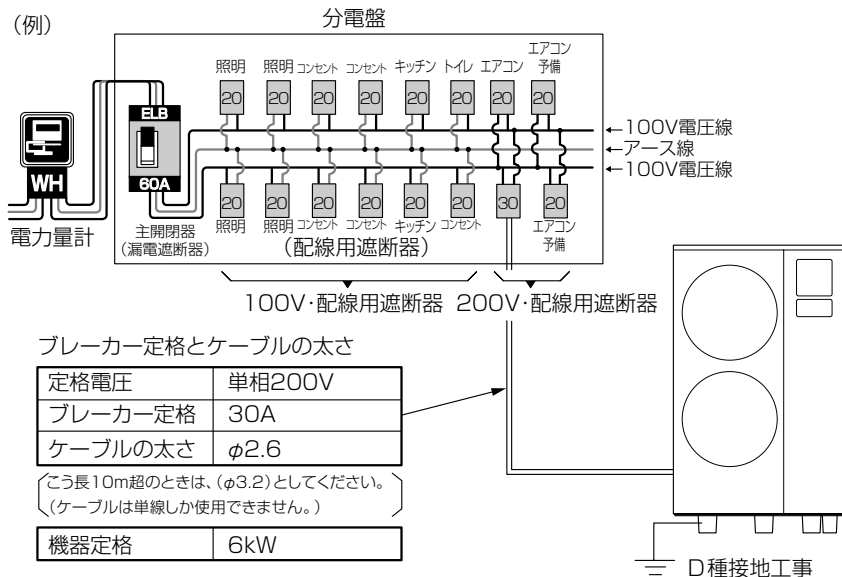 (例)
分電盤
エアコン
照明 照明 コンセント コンセント キッチン トイレ エアコン 予備
20 20 20 20 20 20 20 20
ELB
60A
WH
←100V電圧線
←アース線
←100V電圧線
20 20 20 20 20 20 30 20
照明 照明 コンセント コンセント キッチン コンセント エアコン
予備
電力量計
主開閉器
(漏電遮断器)
(配線用遮断器)
100V・配線用遮断器 200V・配線用遮断器
ブレーカー定格とケーブルの太さ
定格電圧 単相200V
ブレーカー定格 30A
ケーブルの太さ φ2.6
こう長10m超のときは、(φ3.2)としてください。
(ケーブルは単線しか使用できません。)
機器定格 6kW
D種接地工事